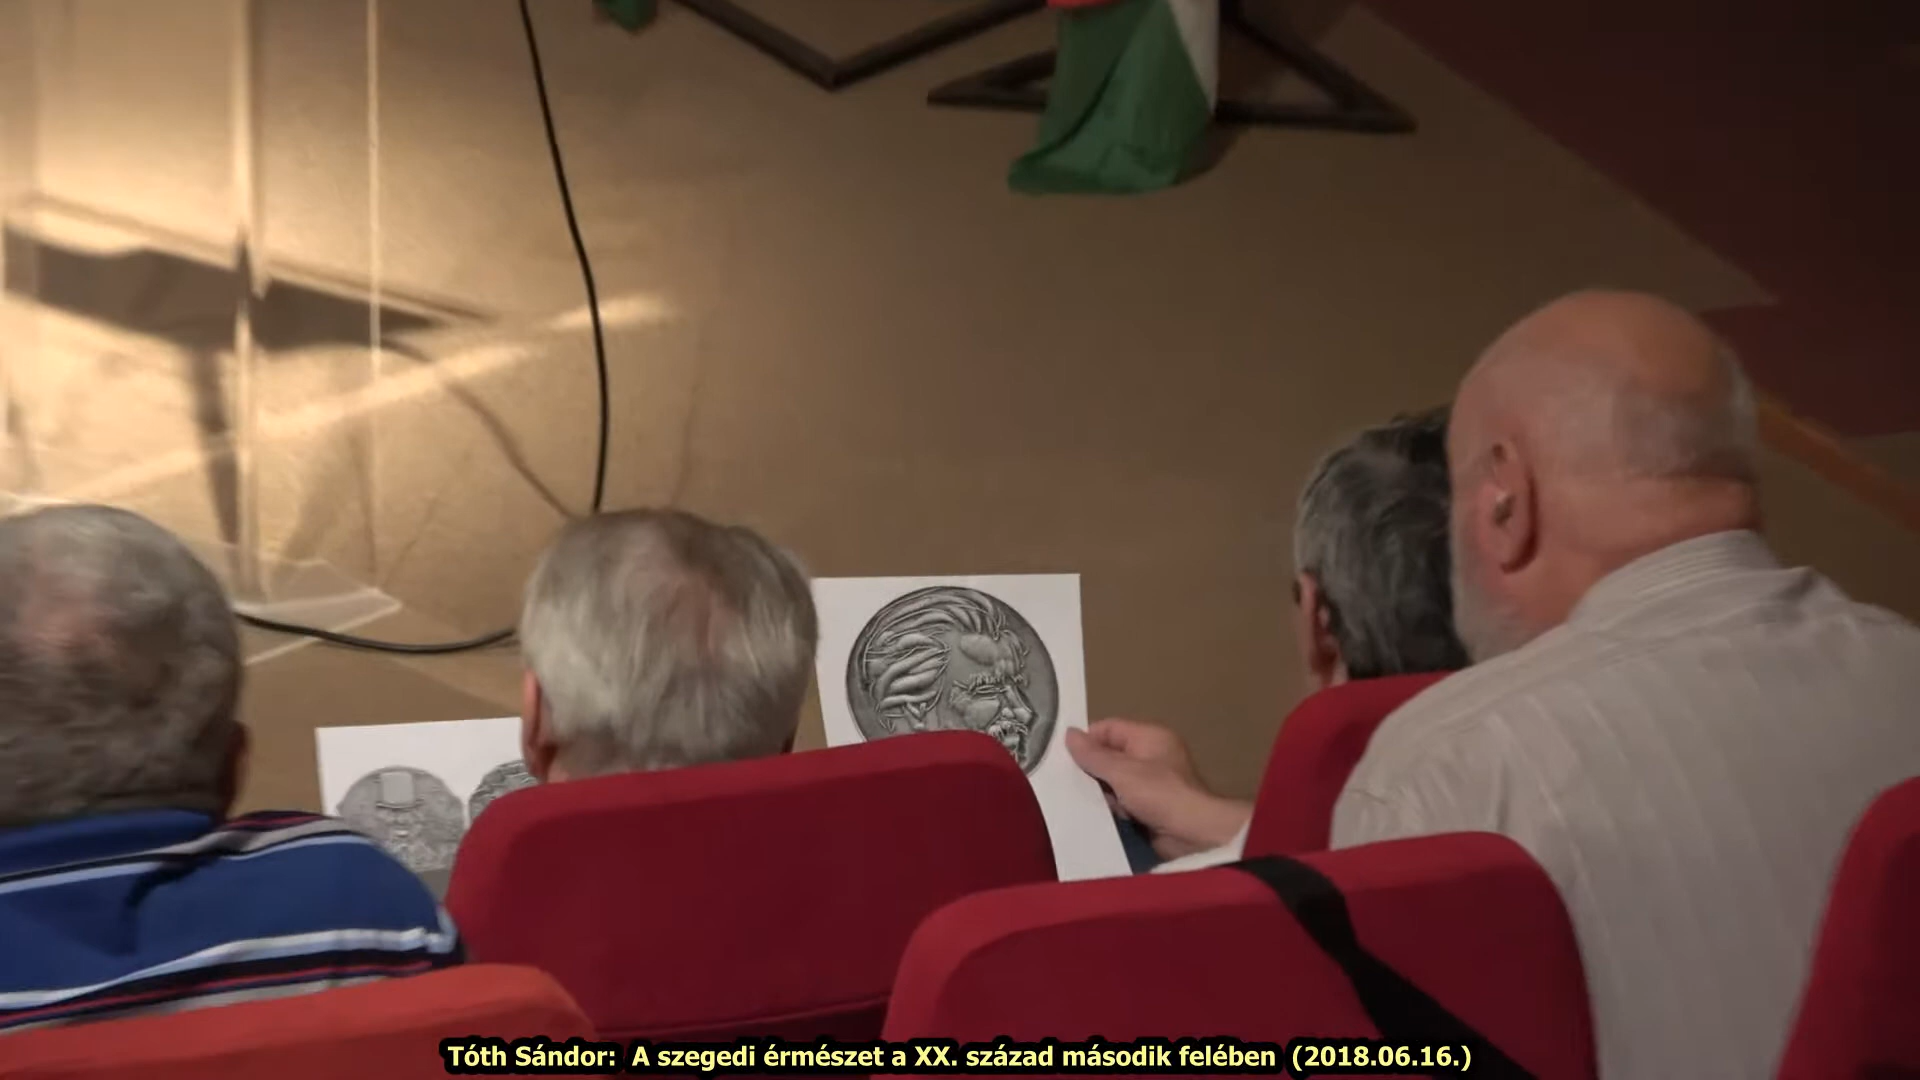 Tóth Sándor: A szegedi érmészet a XX. század második felében (2018.06.16.)